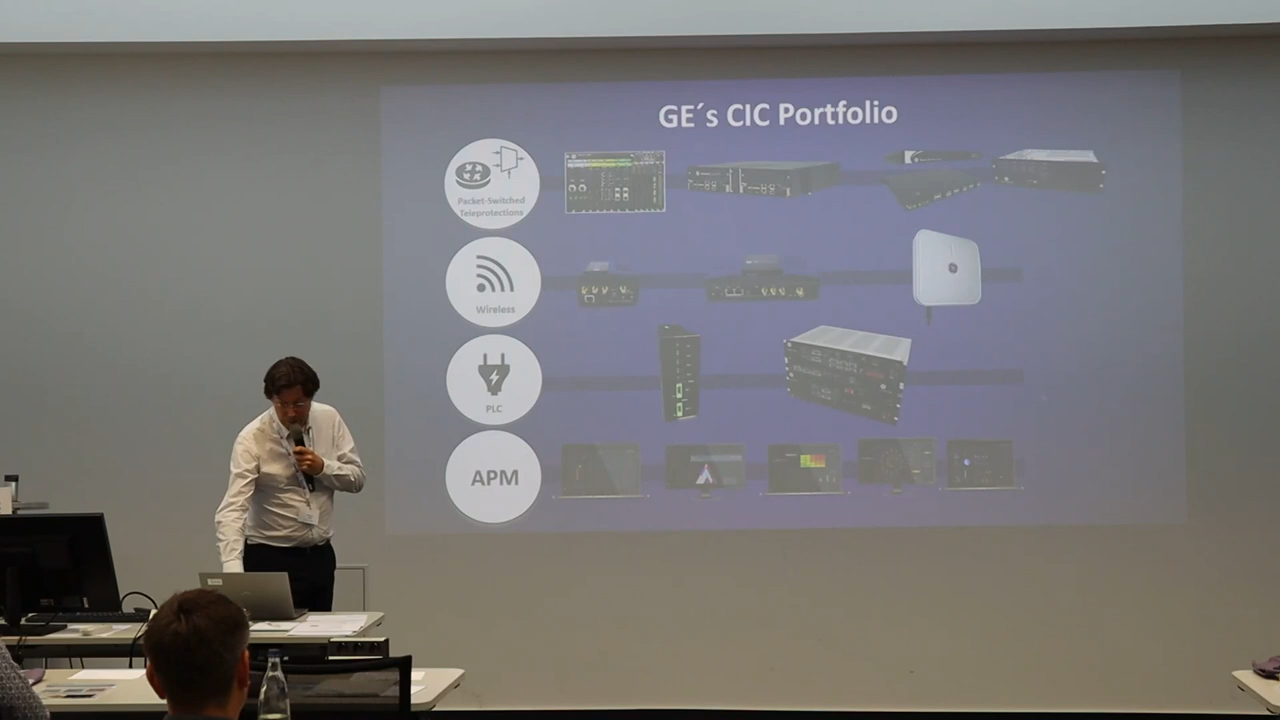 GE´s CIC Portfolio
Packet-Switched
Teleprotections
Wireless
PLC
APM